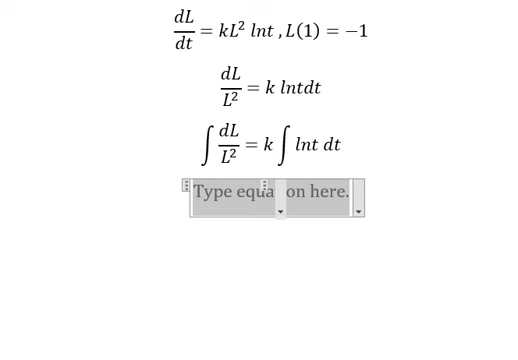 dL/dt = kL² lnt , L(1) = −1
dL/L² = k lntdt
∫ dL/L² = k ∫ lnt dt
Type equa on here.